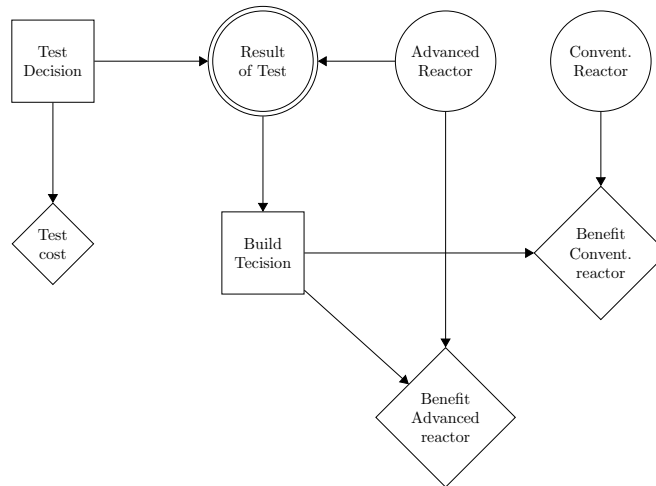 Test
Decision
Result
of Test
Advanced
Reactor
Convent.
Reactor
Test
cost
Build
Tecision
Benefit
Convent.
reactor
Benefit
Advanced
reactor